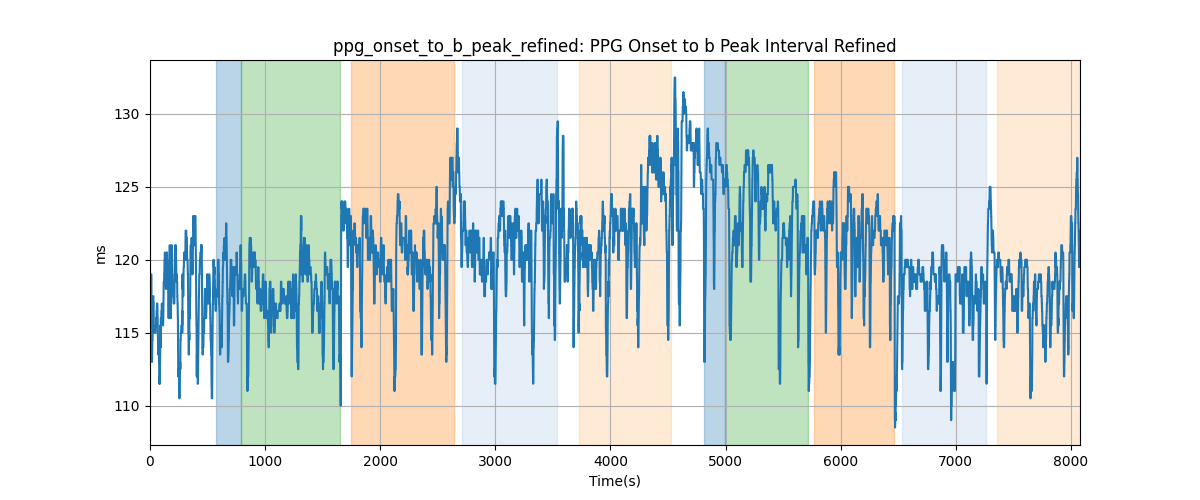 ppg_onset_to_b_peak_refined: PPG Onset to b Peak Interval Refined
130
125
120
115
110
ms
0 1000 2000 3000 4000 5000 6000 7000 8000
Time(s)